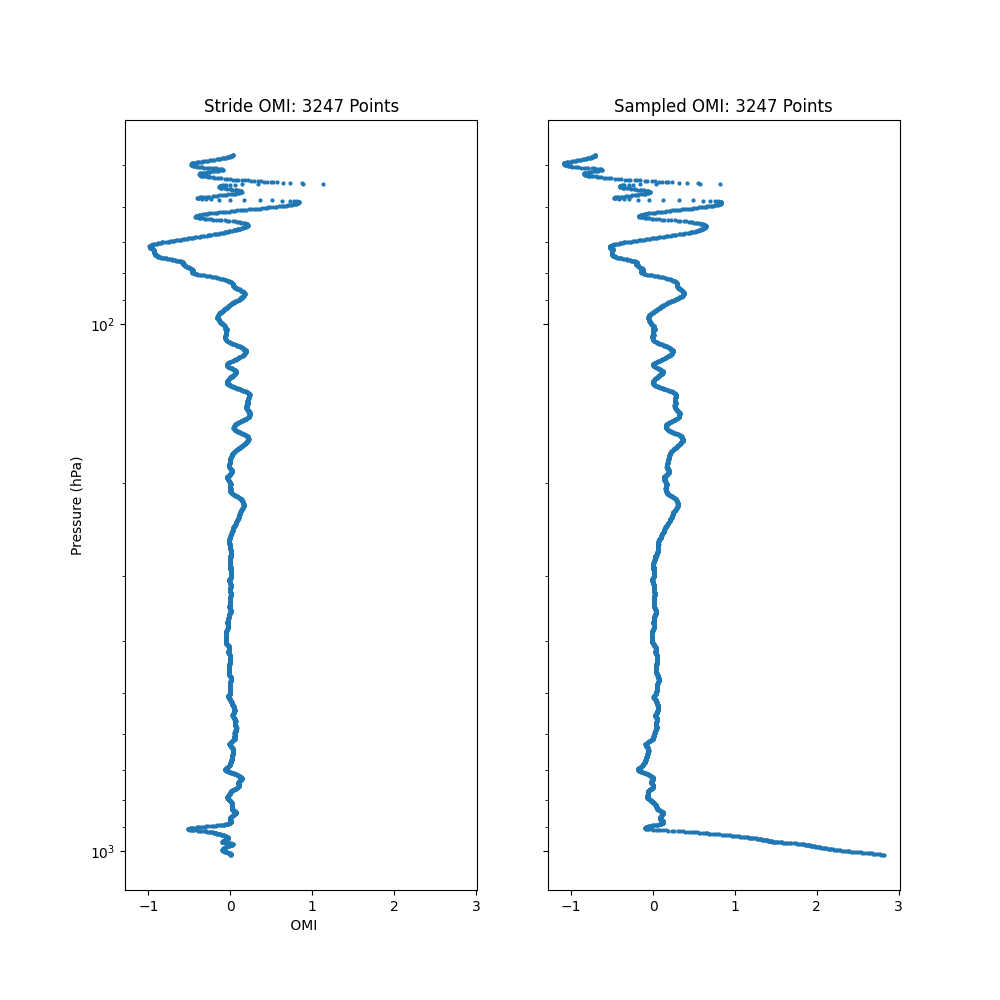 Stride OMI: 3247 Points
Sampled OMI: 3247 Points
Pressure (hPa)
10²
10³
−1 0 1 2 3
−1 0 1 2 3
OMI